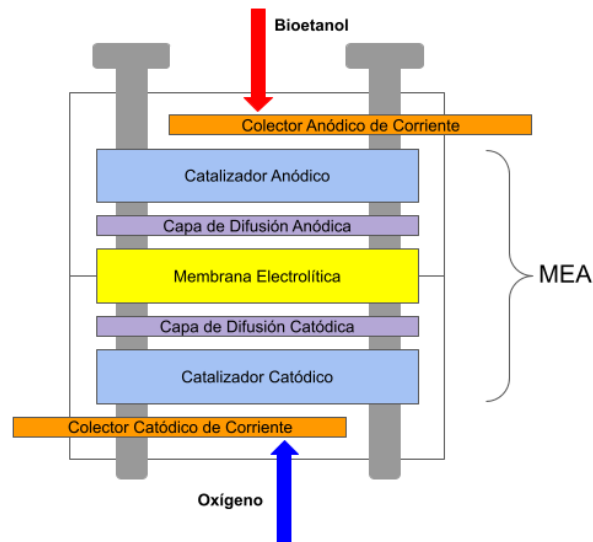 Bioetanol
Colector Anódico de Corriente
Catalizador Anódico
Capa de Difusión Anódica
Membrana Electrolítica
MEA
Capa de Difusión Catódica
Catalizador Catódico
Colector Catódico de Corriente
Oxígeno